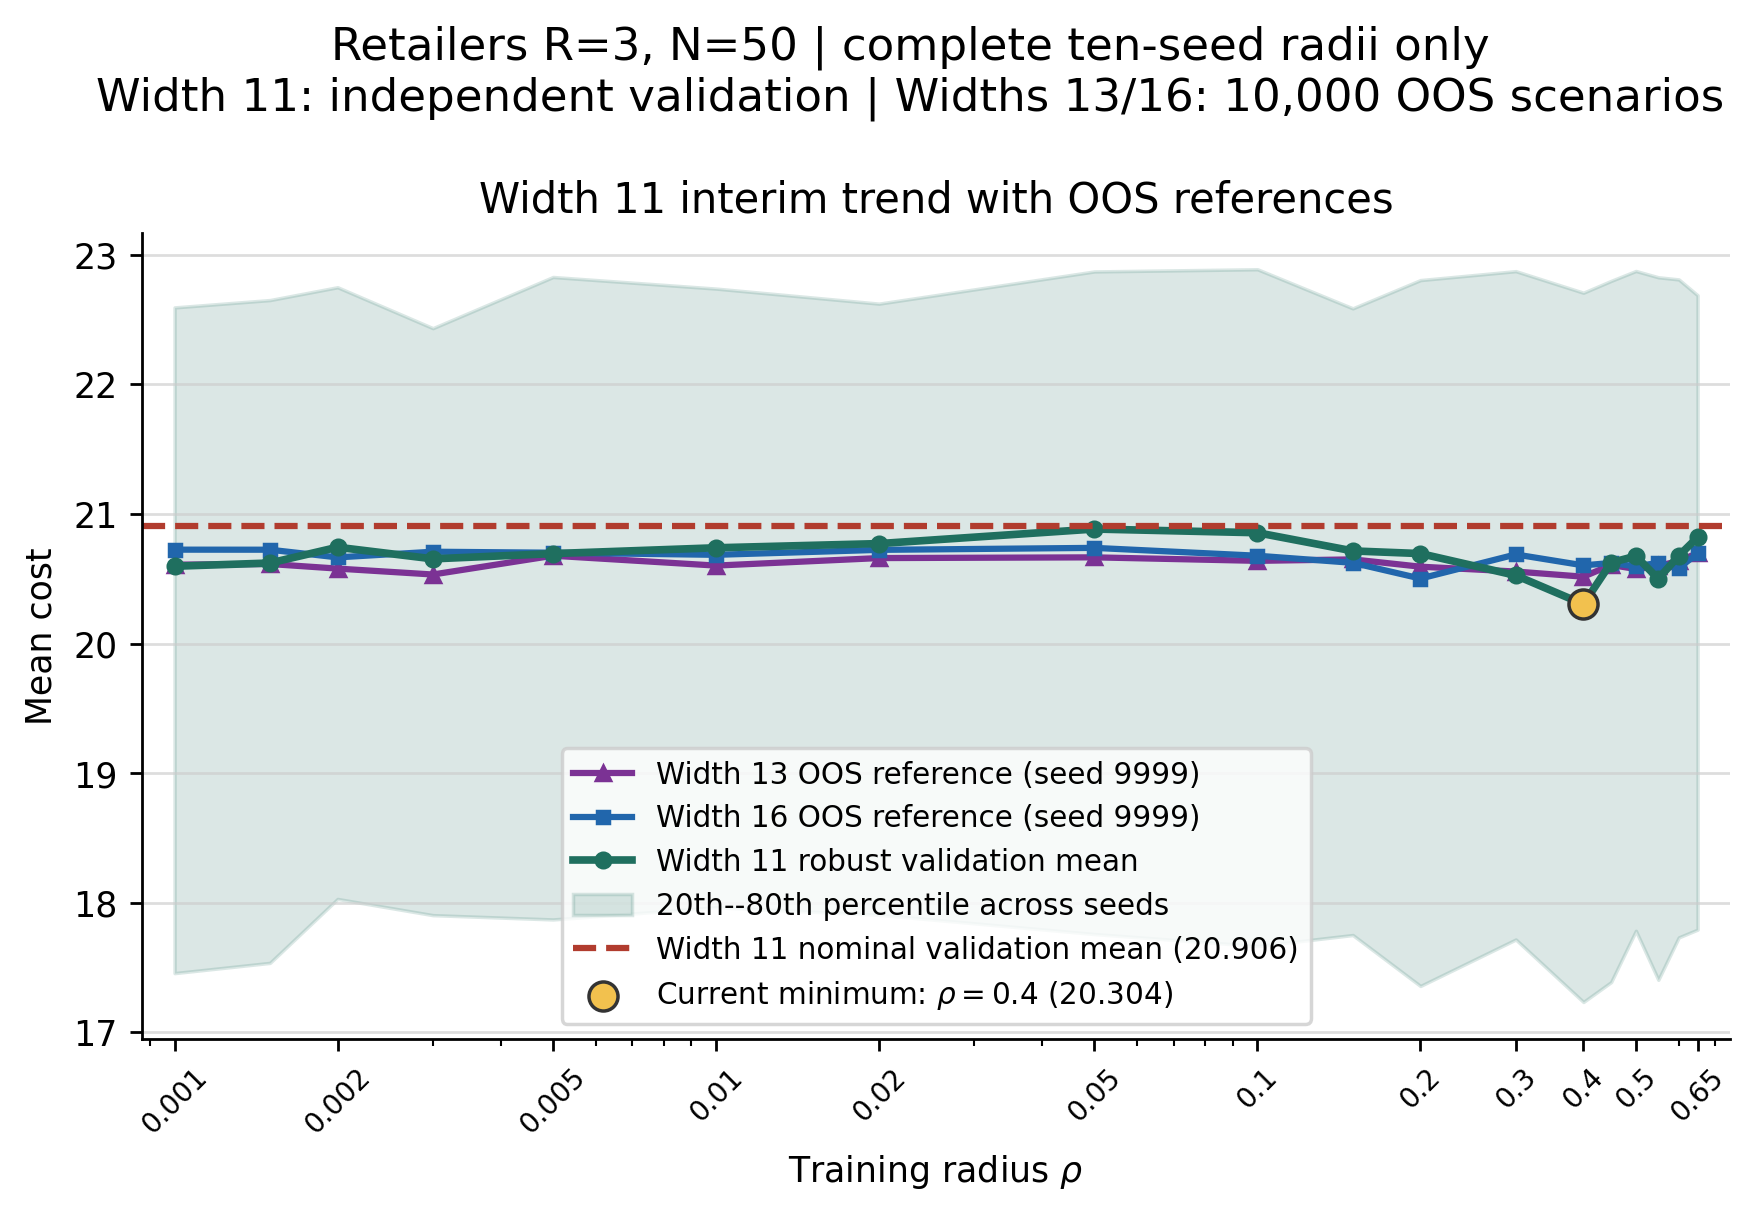 Retailers R=3, N=50 | complete ten-seed radii only
Width 11: independent validation | Widths 13/16: 10,000 OOS scenarios
Width 11 interim trend with OOS references
23
22
21
20
19
18
17
Mean cost
Width 13 OOS reference (seed 9999)
Width 16 OOS reference (seed 9999)
Width 11 robust validation mean
20th--80th percentile across seeds
Width 11 nominal validation mean (20.906)
Current minimum: ρ = 0.4 (20.304)
0.001
0.002
0.005
0.01
0.02
0.05
0.1
0.2
0.3
0.4
0.5
0.65
Training radius ρ